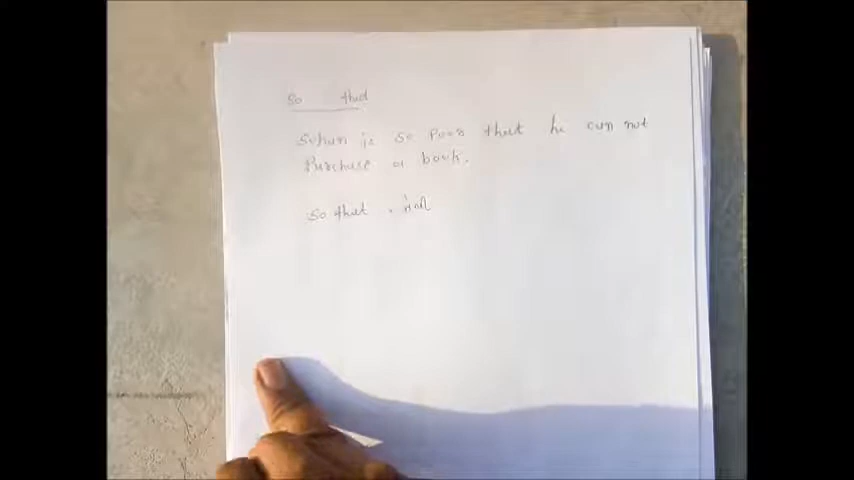 so that
Sohan is so poor that he can not
Purchase a book.
so that